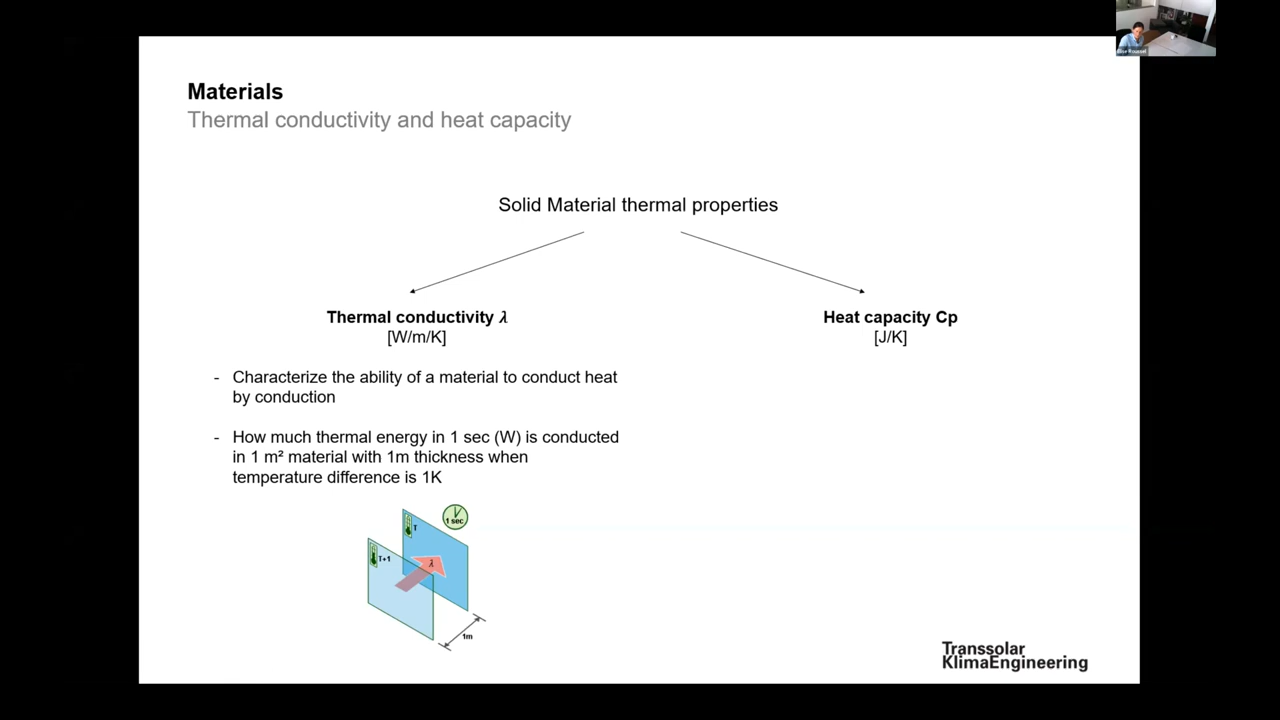 Materials
Thermal conductivity and heat capacity
Solid Material thermal properties
Thermal conductivity λ
[W/m/K]
Heat capacity Cp
[J/K]
- Characterize the ability of a material to conduct heat
by conduction
- How much thermal energy in 1 sec (W) is conducted
in 1 m² material with 1m thickness when
temperature difference is 1K
1 sec
T
T+1
λ
1m
Transsolar
KlimaEngineering